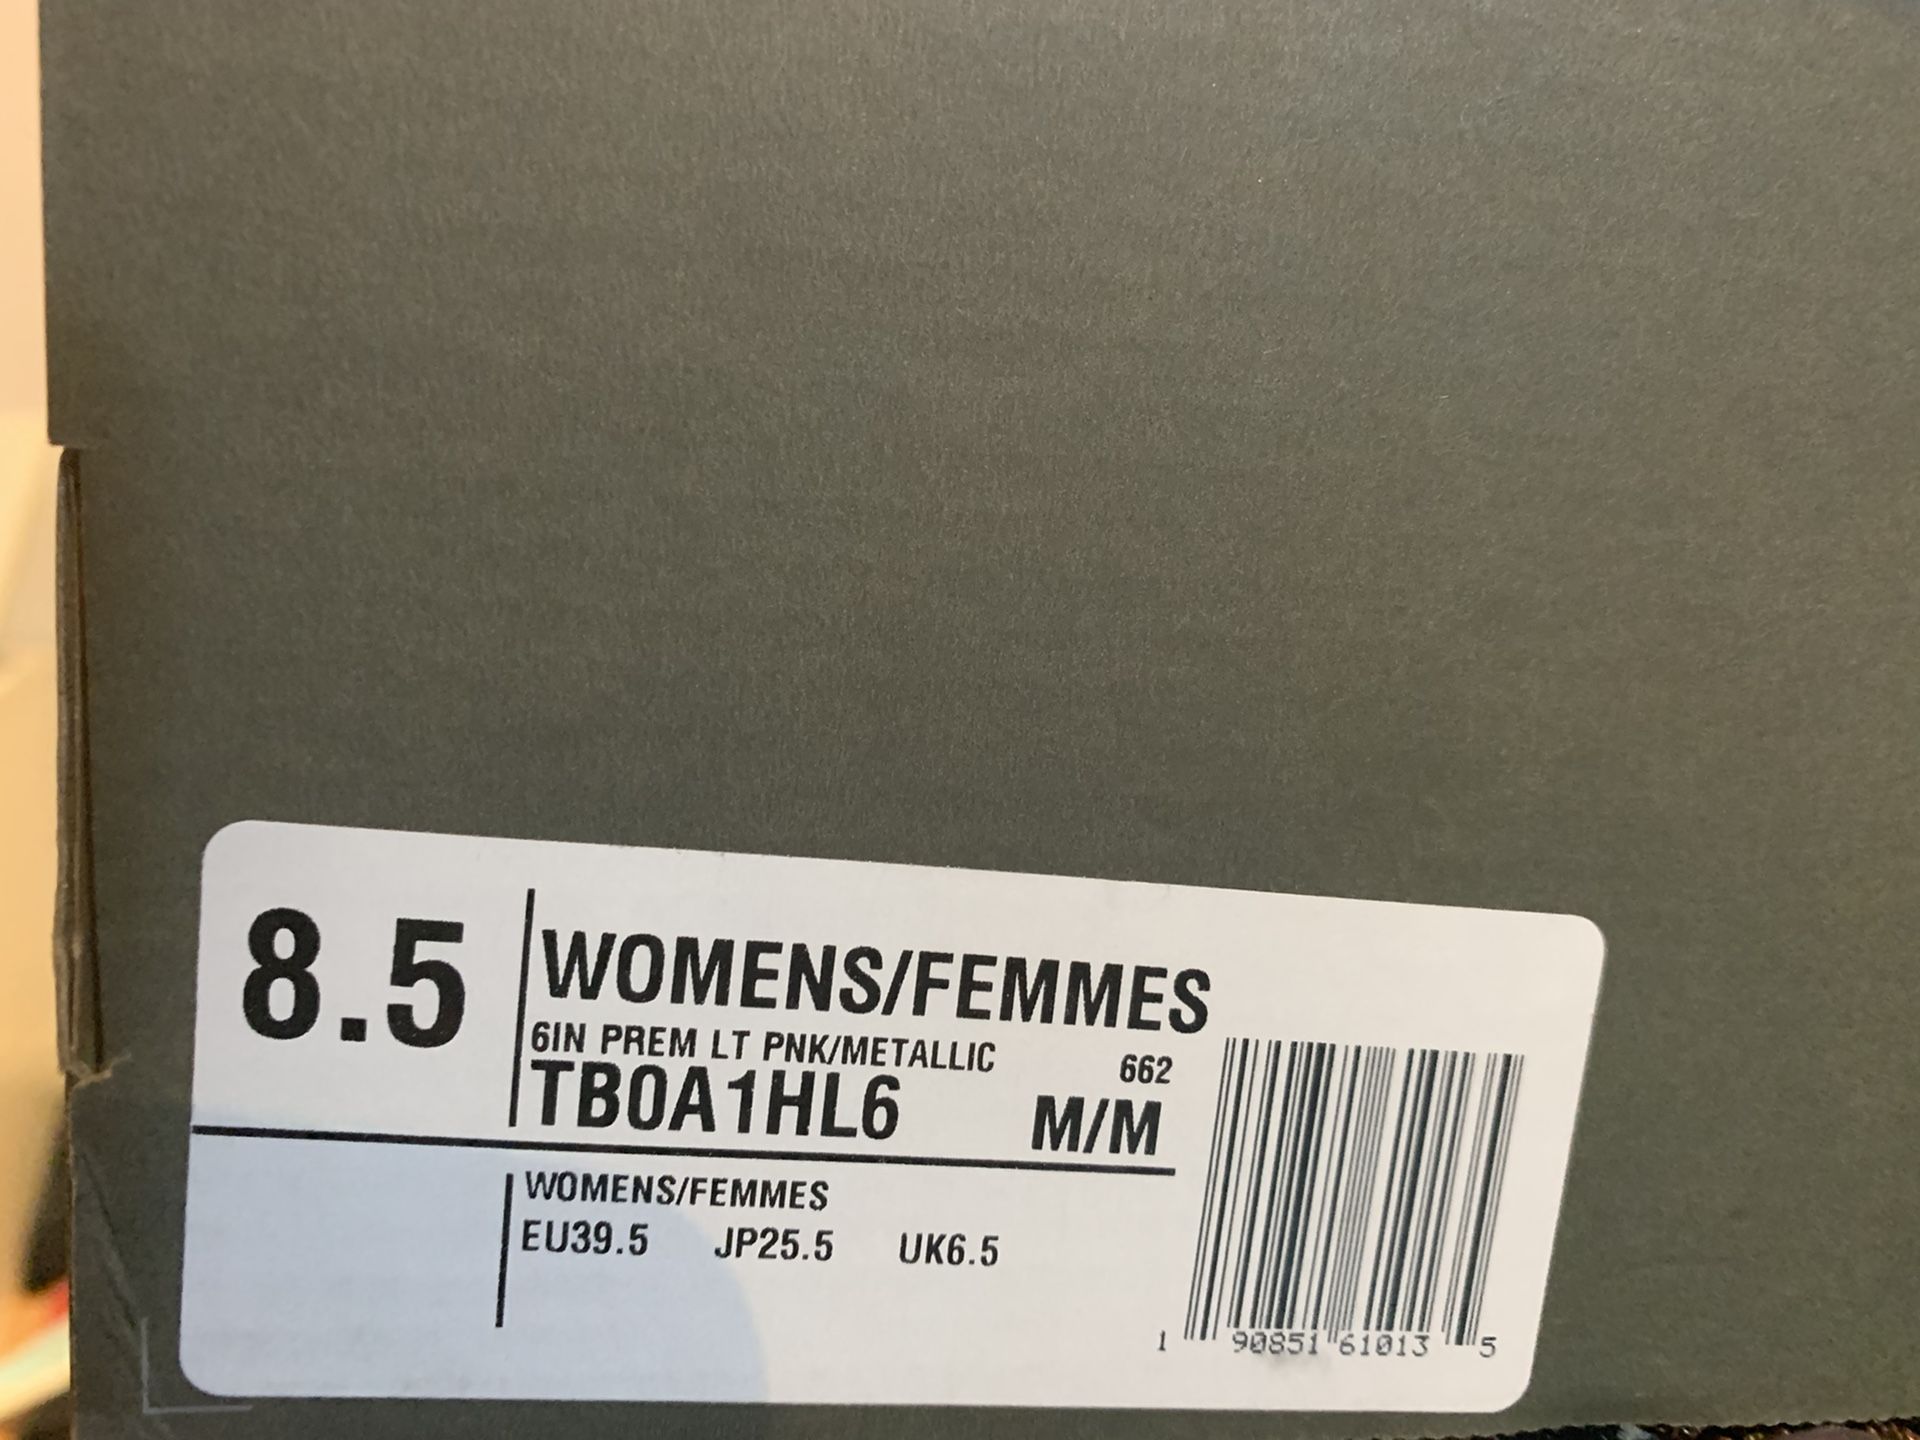 8.5
WOMENS/FEMMES
6IN PREM LT PNK/METALLIC 662
TB0A1HL6 M/M
WOMENS/FEMMES
EU39.5 JP25.5 UK6.5
1 90851 61013 5